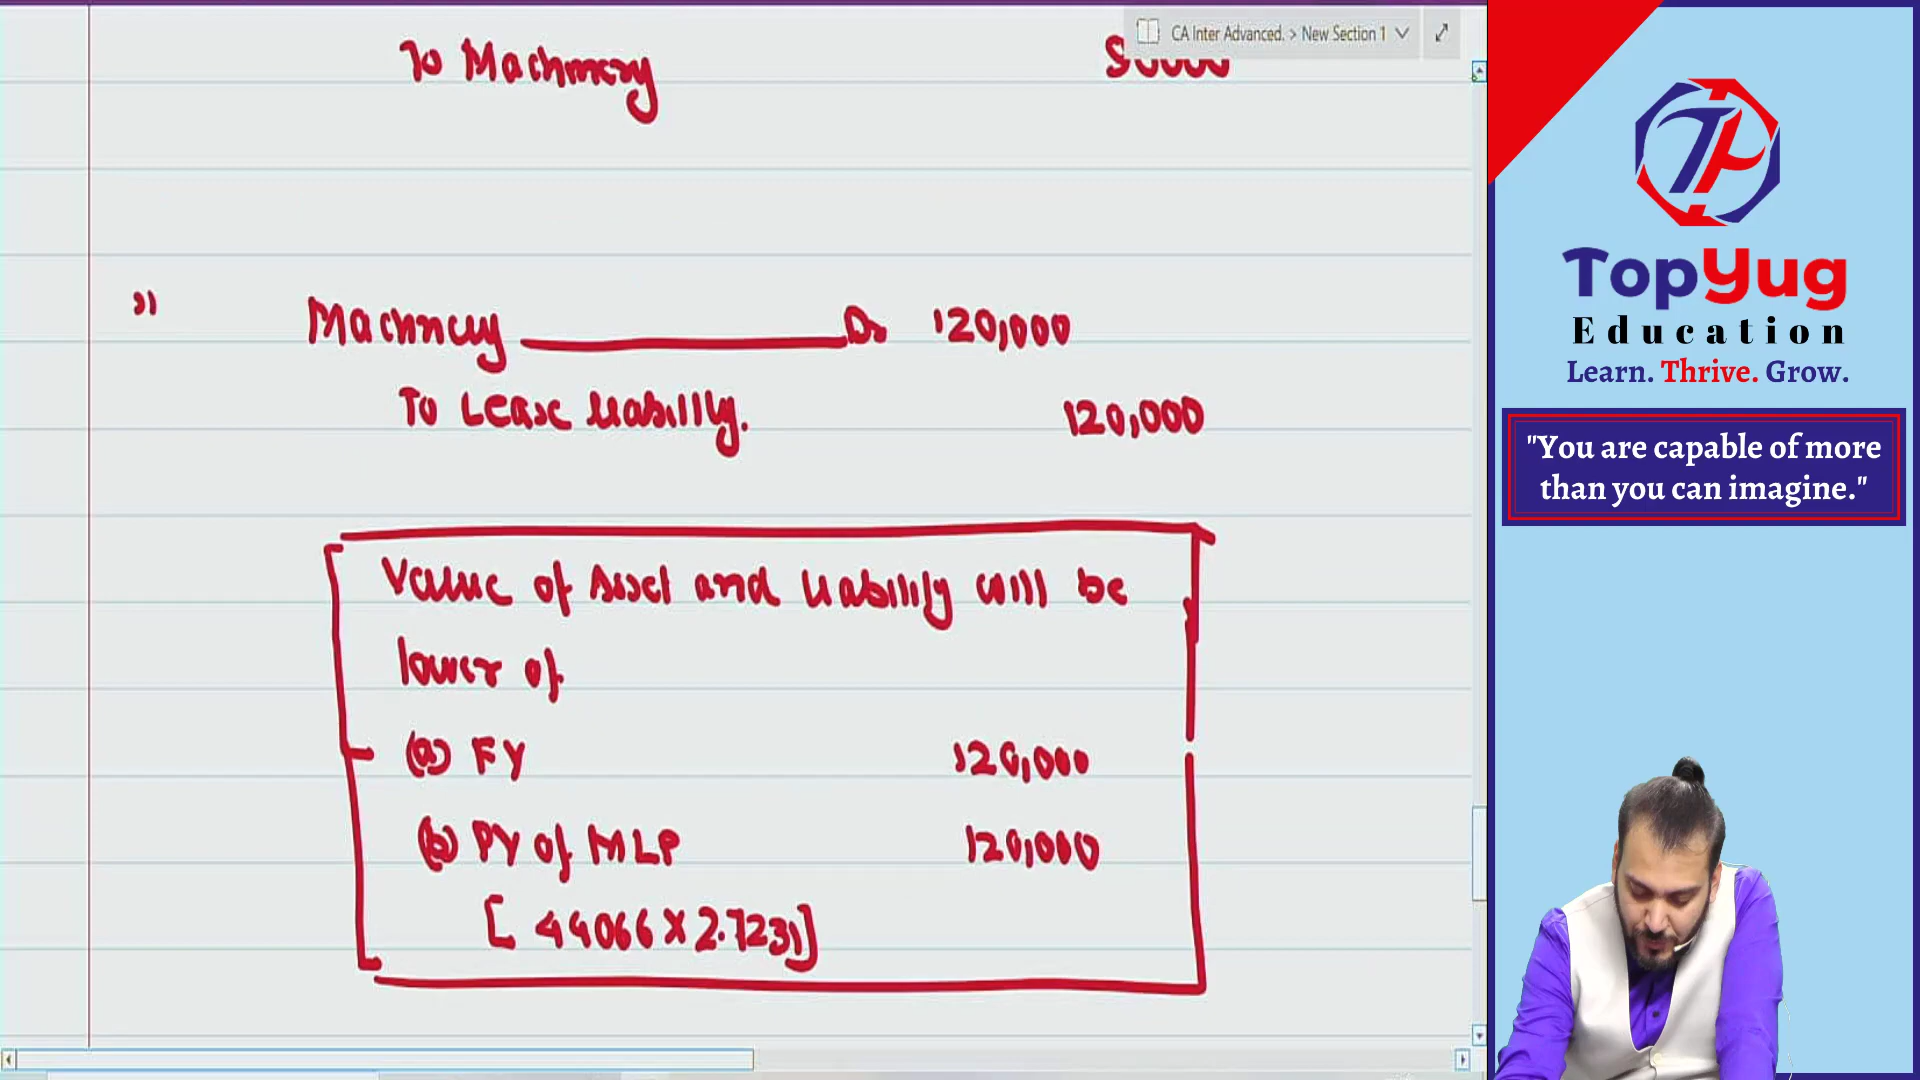 CA Inter Advanced. > New Section 1
To Machinery
11
Machinery Dr 120,000
To Lease Liability. 120,000
Value of Asset and Liability will be
lower of
(a) FV 120,000
(b) PV of MLP 120,000
[44066 X 2.7231]
TopYug
Education
Learn. Thrive. Grow.
"You are capable of more
than you can imagine."